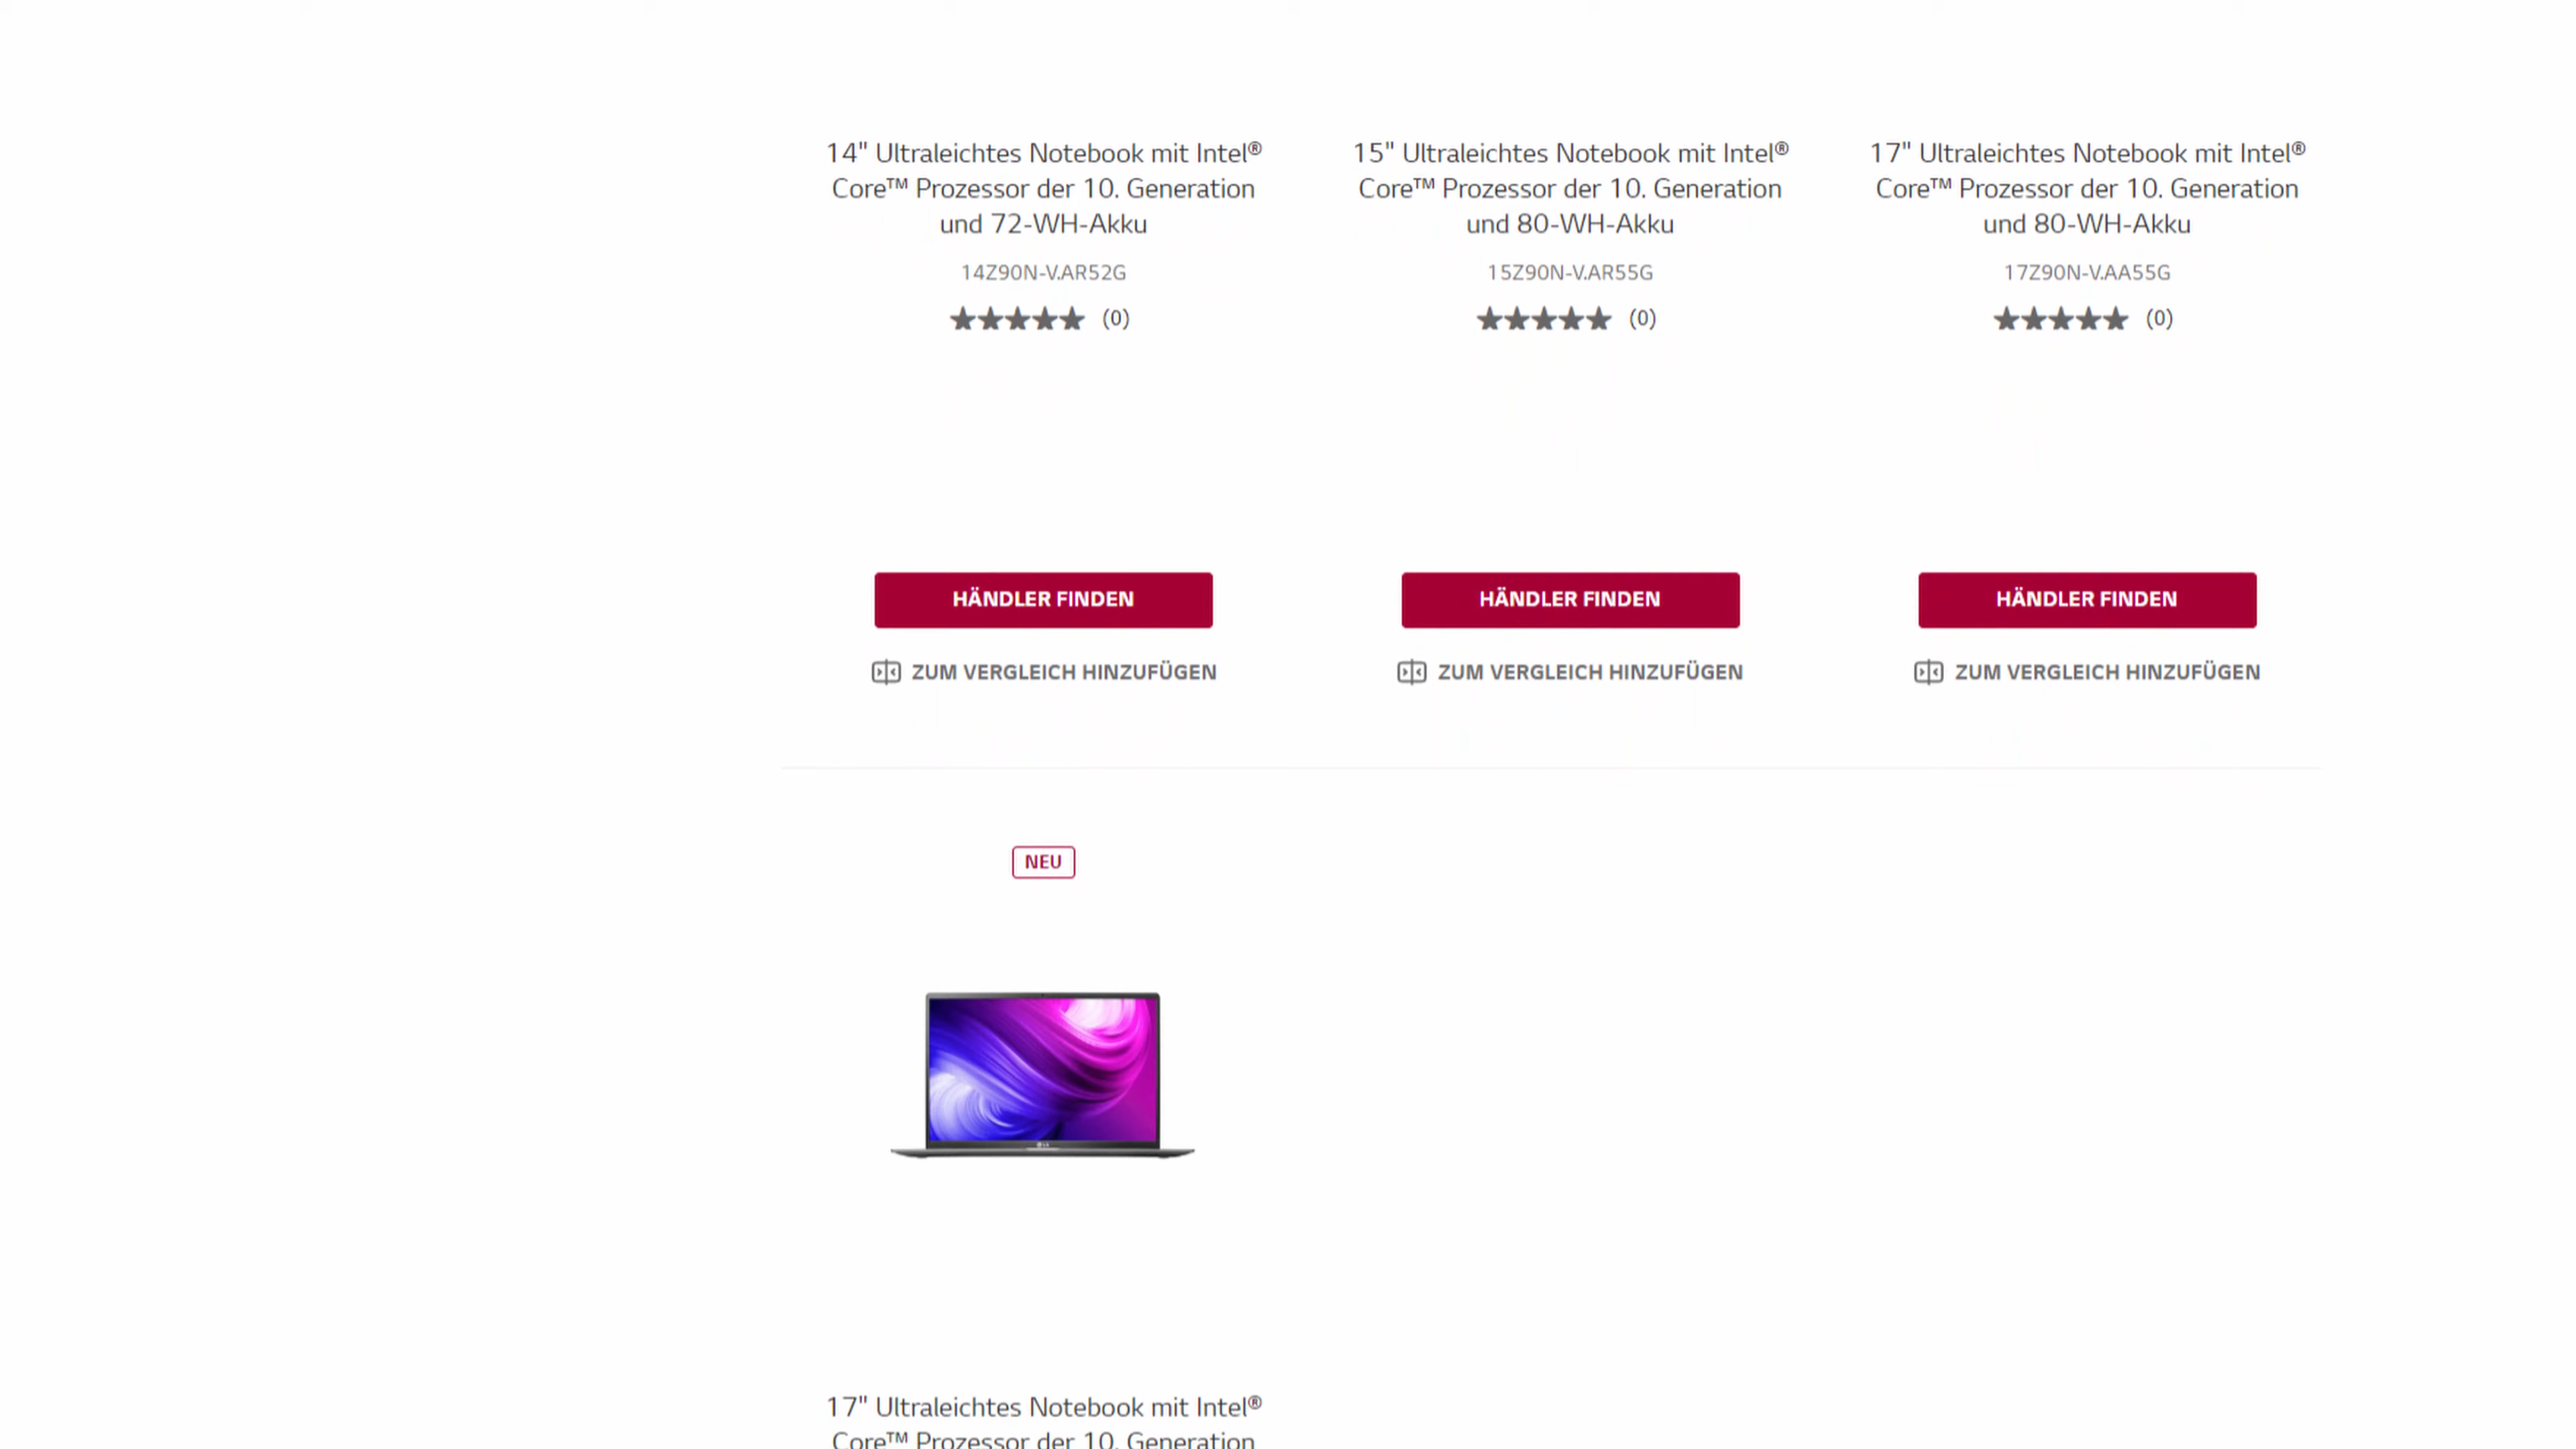 14" Ultraleichtes Notebook mit Intel®
Core™ Prozessor der 10. Generation
und 72-WH-Akku
14Z90N-V.AR52G
(0)
HÄNDLER FINDEN
ZUM VERGLEICH HINZUFÜGEN
15" Ultraleichtes Notebook mit Intel®
Core™ Prozessor der 10. Generation
und 80-WH-Akku
15Z90N-V.AR55G
(0)
HÄNDLER FINDEN
ZUM VERGLEICH HINZUFÜGEN
17" Ultraleichtes Notebook mit Intel®
Core™ Prozessor der 10. Generation
und 80-WH-Akku
17Z90N-V.AA55G
(0)
HÄNDLER FINDEN
ZUM VERGLEICH HINZUFÜGEN
NEU
17" Ultraleichtes Notebook mit Intel®
Core™ Prozessor der 10. Generation